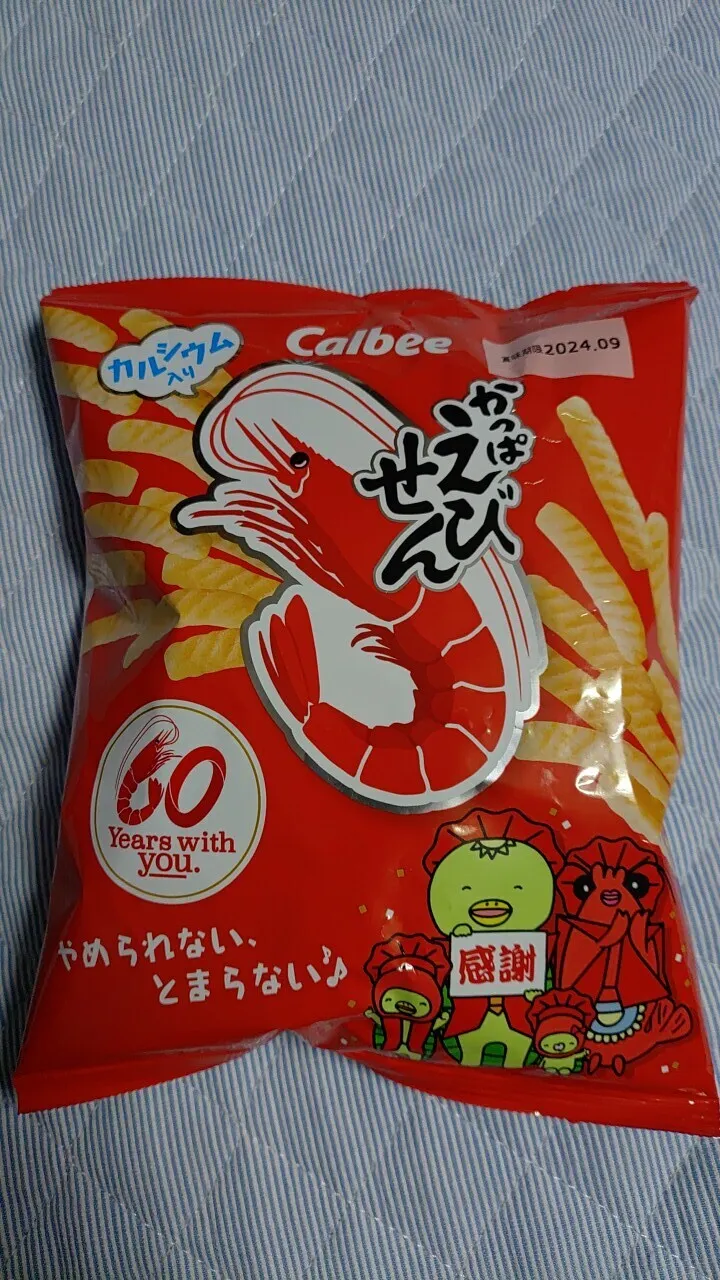 カルシウム
入り
Calbee
賞味期限2024.09
かっぱ
えび
せん
60
Years with
you.
やめられない、
とまらない♪
感謝